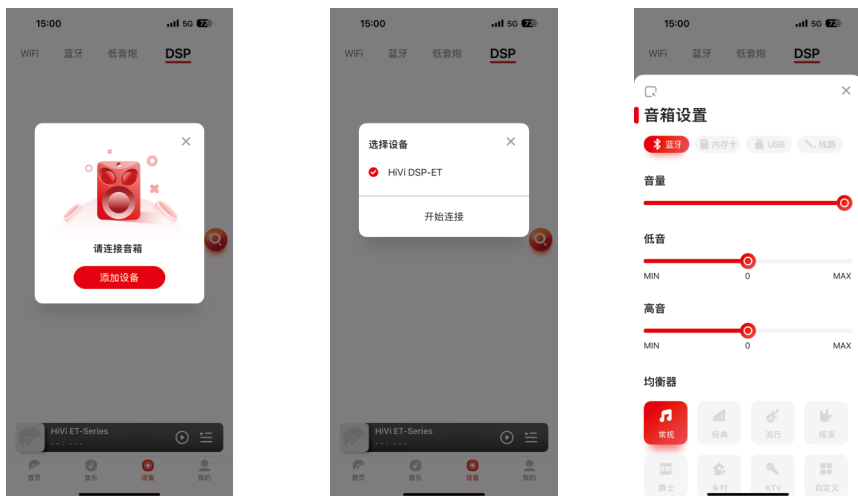 15:00
5G 72
WiFi 蓝牙 低音炮 DSP
请连接音箱
添加设备
HiVi ET-Series
--:---
首页 音乐 设备 我的
15:00
5G 72
WiFi 蓝牙 低音炮 DSP
选择设备
HiVi DSP-ET
开始连接
HiVi ET-Series
--:---
首页 音乐 设备 我的
15:00
5G 72
WiFi 蓝牙 低音炮 DSP
音箱设置
蓝牙 内存卡 USB 线路
音量
低音
MIN 0 MAX
高音
MIN 0 MAX
均衡器
常规 经典 流行 摇滚
爵士 乡村 KTV 自定义